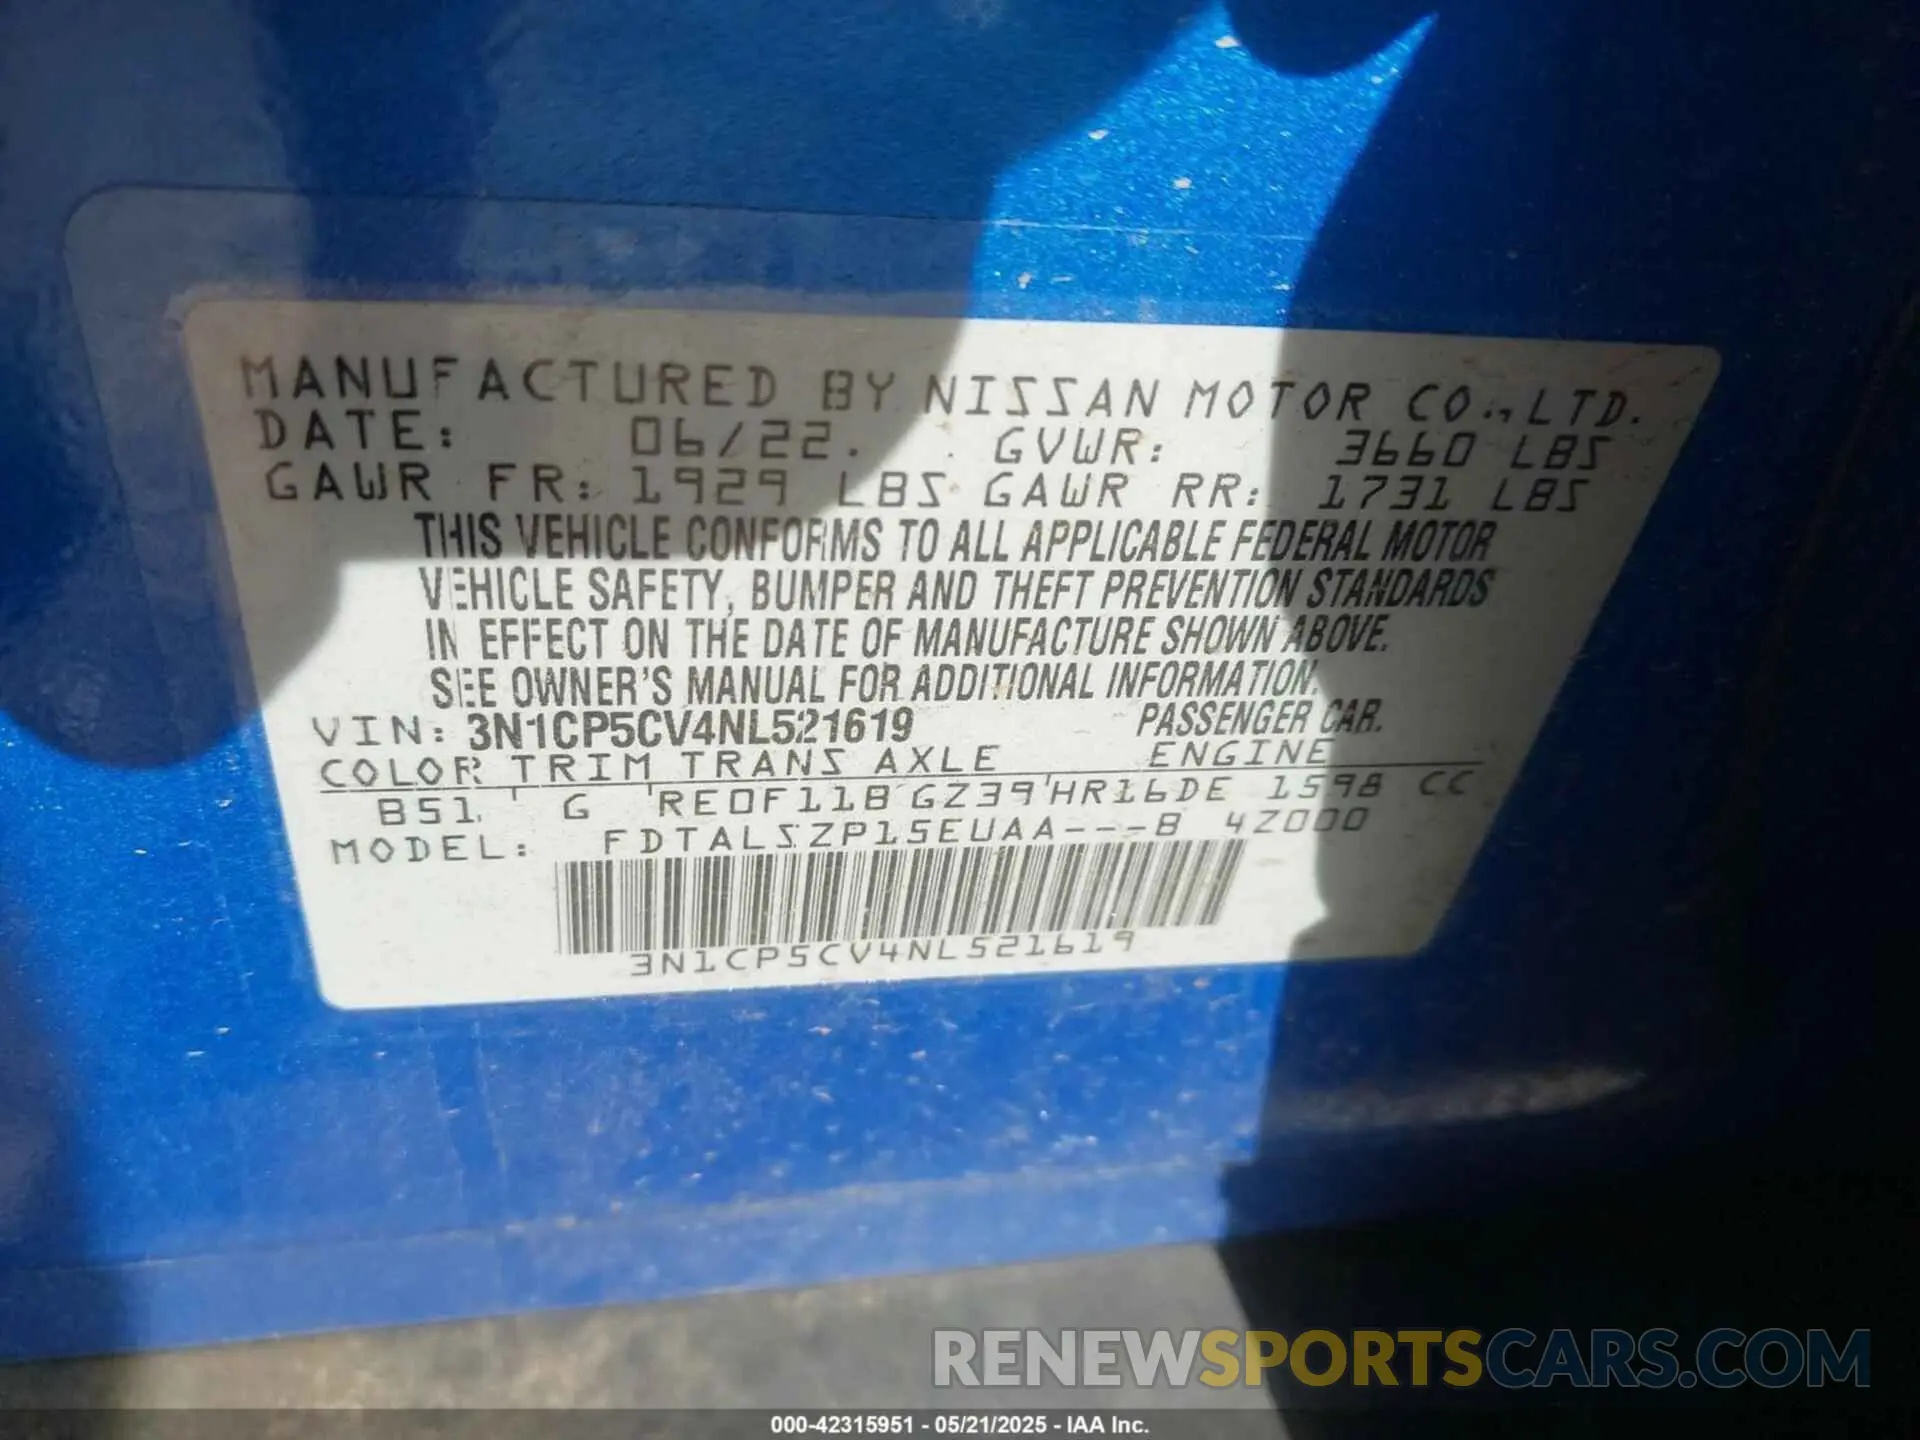 MANUFACTURED BY NISSAN MOTOR CO., LTD.
DATE: 06/22. GVWR: 3660 LBS
GAWR FR: 1929 LBS GAWR RR: 1731 LBS
THIS VEHICLE CONFORMS TO ALL APPLICABLE FEDERAL MOTOR
VEHICLE SAFETY, BUMPER AND THEFT PREVENTION STANDARDS
IN EFFECT ON THE DATE OF MANUFACTURE SHOWN ABOVE.
SEE OWNER'S MANUAL FOR ADDITIONAL INFORMATION.
VIN: 3N1CP5CV4NL521619 PASSENGER CAR.
COLOR TRIM TRANS AXLE ENGINE
B51 G RE0F11B GZ39 HR16DE 1598 CC
MODEL: FDTALSZP15EUAA---B 4Z000
3N1CP5CV4NL521619
RENEWSPORTSCARS.COM
000-42315951 - 05/21/2025 - IAA Inc.